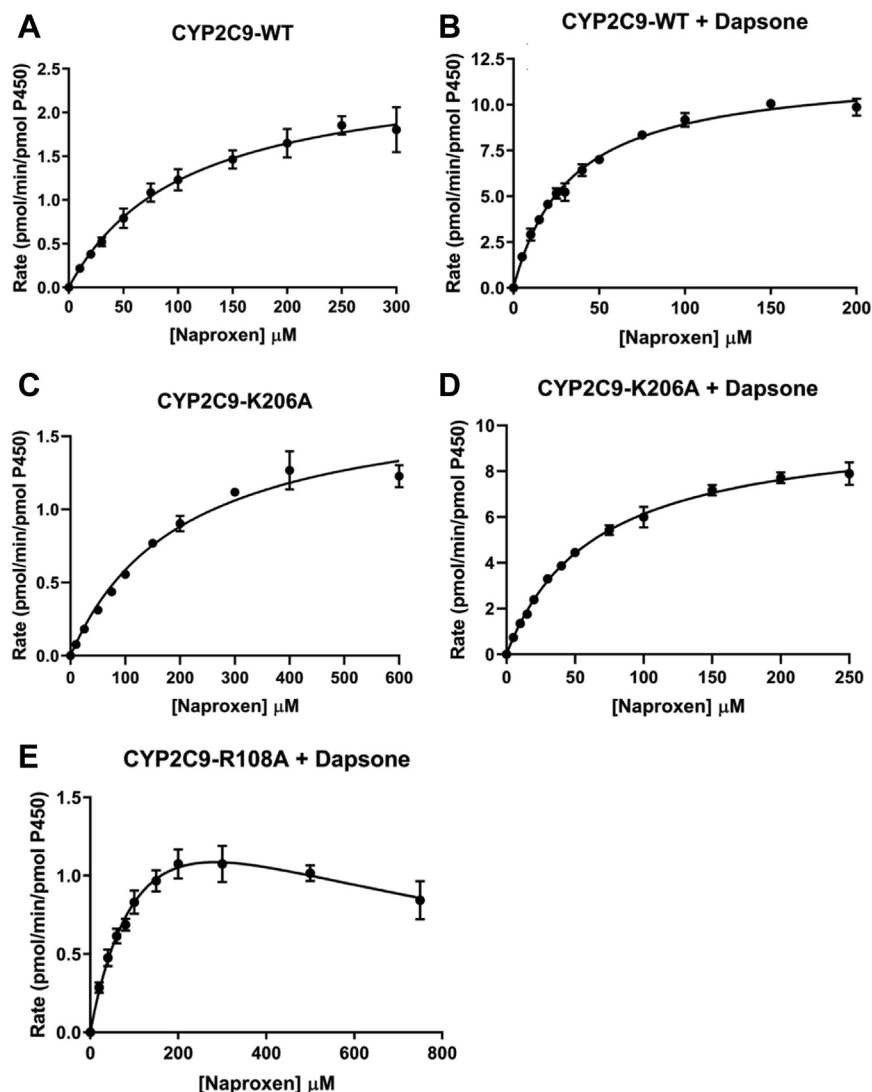 A
CYP2C9-WT
Rate (pmol/min/pmol P450)
2.5
2.0
1.5
1.0
0.5
0.0
0 50 100 150 200 250 300
[Naproxen] μM
B
CYP2C9-WT + Dapsone
Rate (pmol/min/pmol P450)
12.5
10.0
7.5
5.0
2.5
0.0
0 50 100 150 200
[Naproxen] μM
C
CYP2C9-K206A
Rate (pmol/min/pmol P450)
1.5
1.0
0.5
0.0
0 100 200 300 400 500 600
[Naproxen] μM
D
CYP2C9-K206A + Dapsone
Rate (pmol/min/pmol P450)
10
8
6
4
2
0
0 50 100 150 200 250
[Naproxen] μM
E
CYP2C9-R108A + Dapsone
Rate (pmol/min/pmol P450)
1.5
1.0
0.5
0.0
0 200 400 600 800
[Naproxen] μM